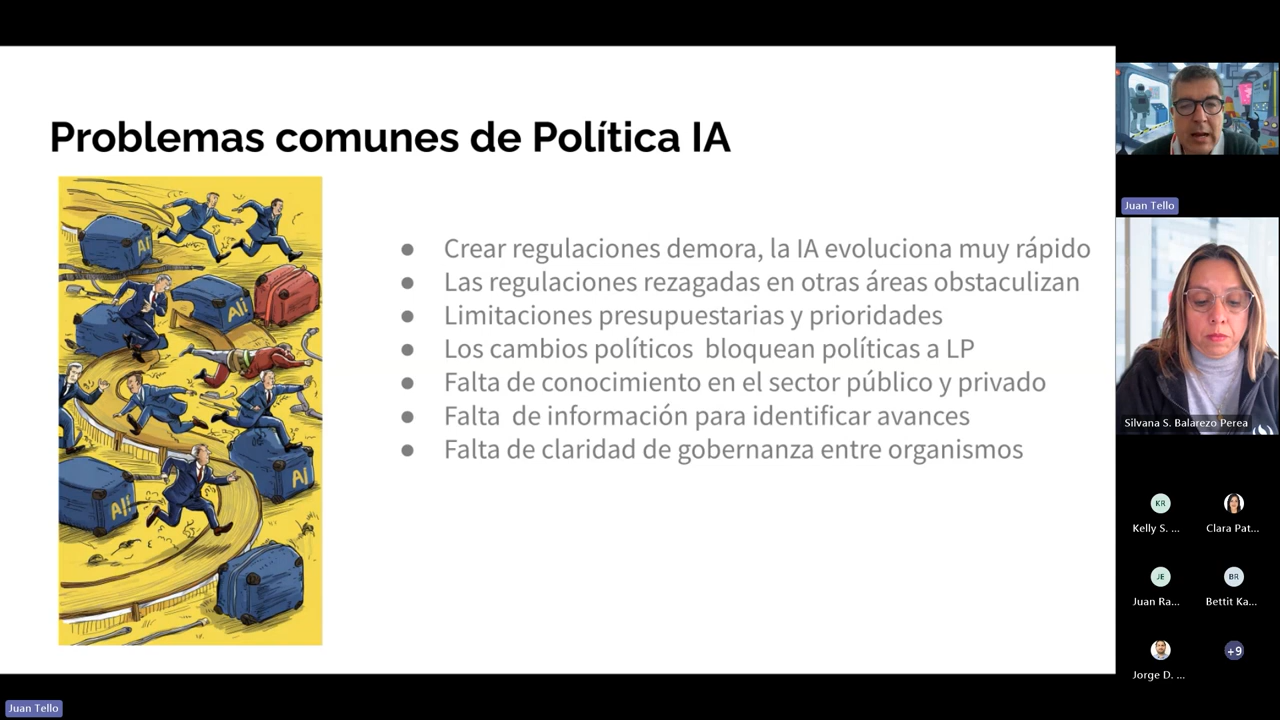 Problemas comunes de Política IA
● Crear regulaciones demora, la IA evoluciona muy rápido
● Las regulaciones rezagadas en otras áreas obstaculizan
● Limitaciones presupuestarias y prioridades
● Los cambios políticos  bloquean políticas a LP
● Falta de conocimiento en el sector público y privado
● Falta  de información para identificar avances
● Falta de claridad de gobernanza entre organismos
AI
Ali
AI
Al!
Juan Tello
Silvana S. Balarezo Perea
KR
Kelly S. ...
Clara Pat...
JE
Juan Ra...
BR
Bettit Ka...
Jorge D. ...
+9
Juan Tello